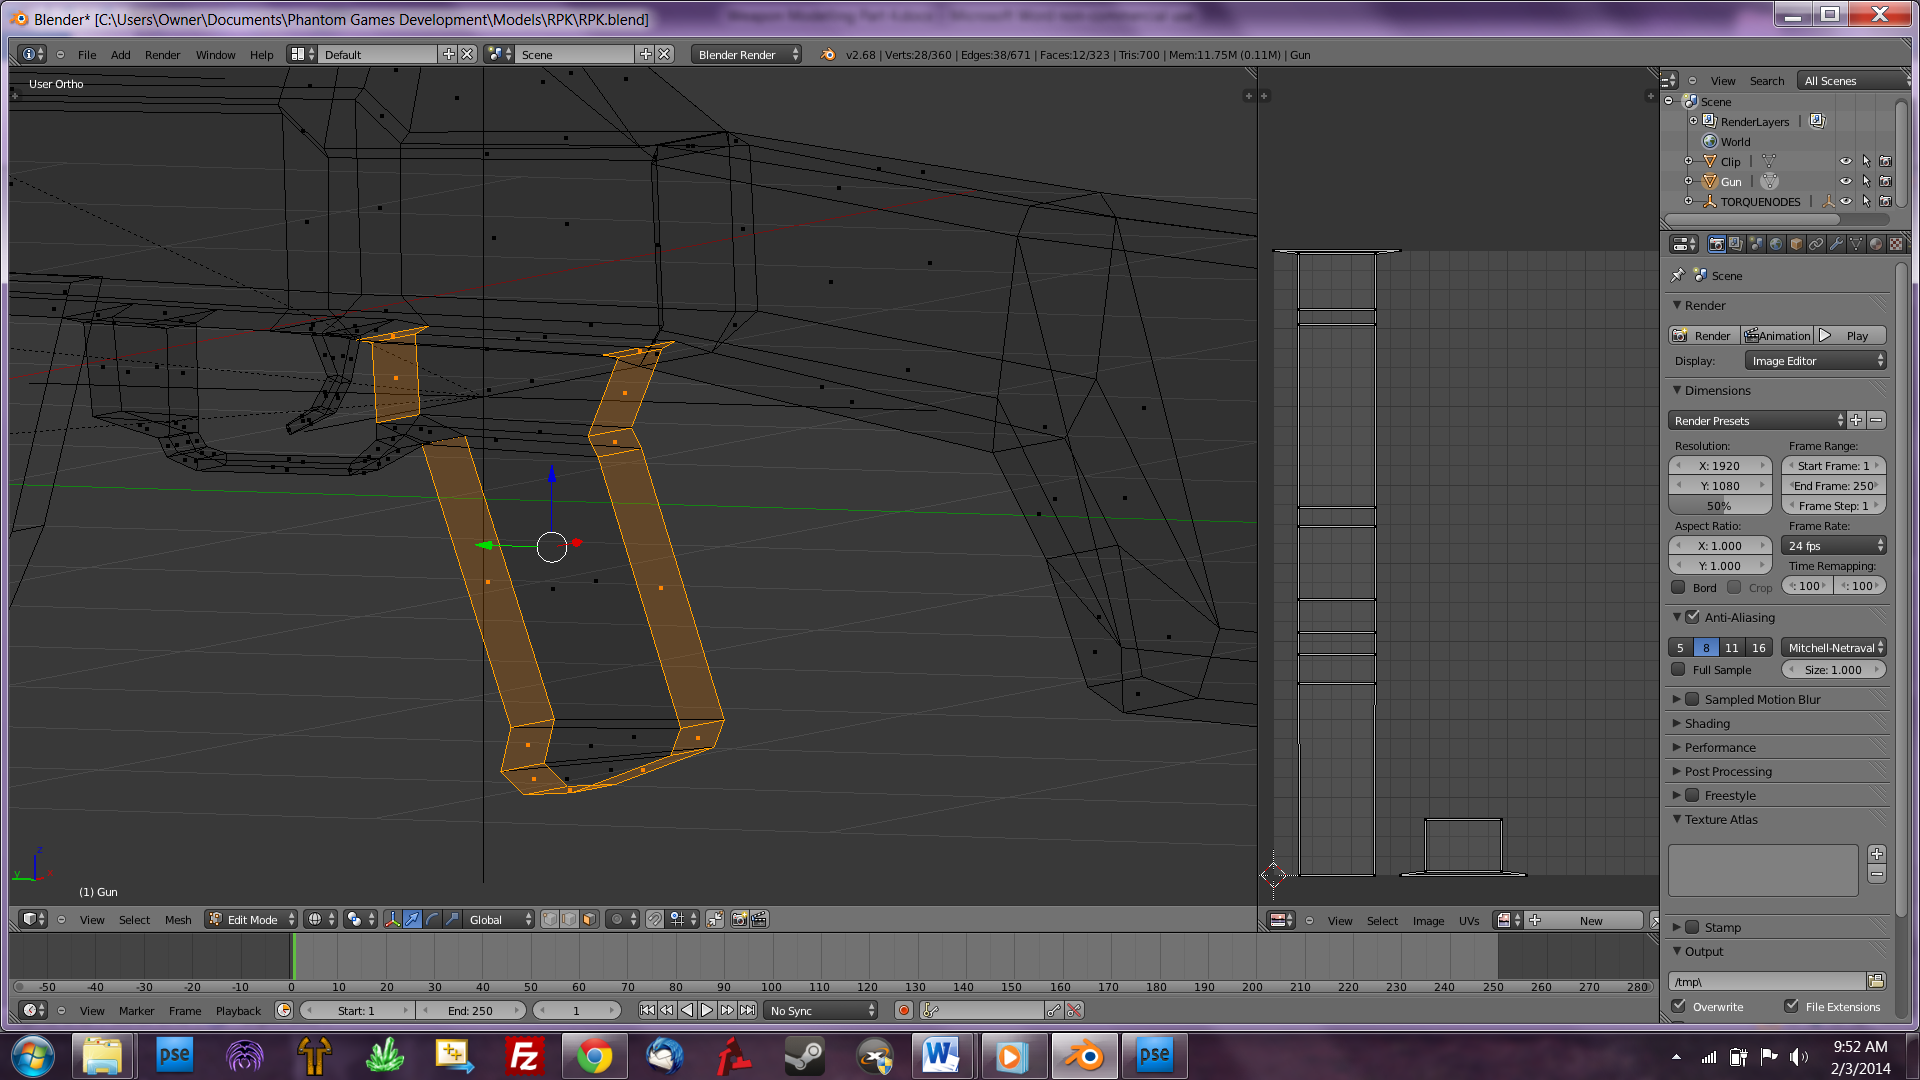 Blender* [C:\Users\Owner\Documents\Phantom Games Development\Models\RPK\RPK.blend]
File Add Render Window Help Default Scene Blender Render v2.68 | Verts:28/360 | Edges:38/671 | Faces:12/323 | Tris:700 | Mem:11.75M (0.11M) | Gun
User Ortho
View Search All Scenes
Scene
RenderLayers
World
Clip
Gun
TORQUENODES
Scene
Render
Render Animation Play
Display: Image Editor
Dimensions
Render Presets
Resolution: Frame Range:
X: 1920 Start Frame: 1
Y: 1080 End Frame: 250
50% Frame Step: 1
Aspect Ratio: Frame Rate:
X: 1.000 24 fps
Y: 1.000 Time Remapping:
Bord Crop : 100 : 100
Anti-Aliasing
5 8 11 16 Mitchell-Netraval
Full Sample Size: 1.000
Sampled Motion Blur
Shading
Performance
Post Processing
Freestyle
Texture Atlas
Stamp
Output
/tmp\
Overwrite File Extensions
z
y x
(1) Gun
View Select Mesh Edit Mode Global
View Select Image UVs New
-50 -40 -30 -20 -10 0 10 20 30 40 50 60 70 80 90 100 110 120 130 140 150 160 170 180 190 200 210 220 230 240 250 260 270 280
View Marker Frame Playback Start: 1 End: 250 1 No Sync
pse Fz W pse
9:52 AM
2/3/2014